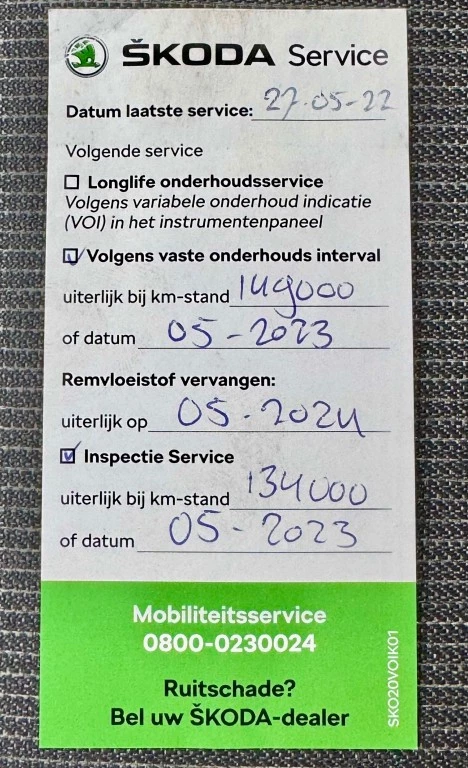 ŠKODA Service
Datum laatste service: 27-05-22
Volgende service
Longlife onderhoudsservice
Volgens variabele onderhoud indicatie
(VOI) in het instrumentenpaneel
Volgens vaste onderhouds interval
uiterlijk bij km-stand 149000
of datum 05-2023
Remvloeistof vervangen:
uiterlijk op 05-2024
Inspectie Service
uiterlijk bij km-stand 134000
of datum 05-2023
Mobiliteitsservice
0800-0230024
Ruitschade?
Bel uw ŠKODA-dealer
SKO20VOIK01